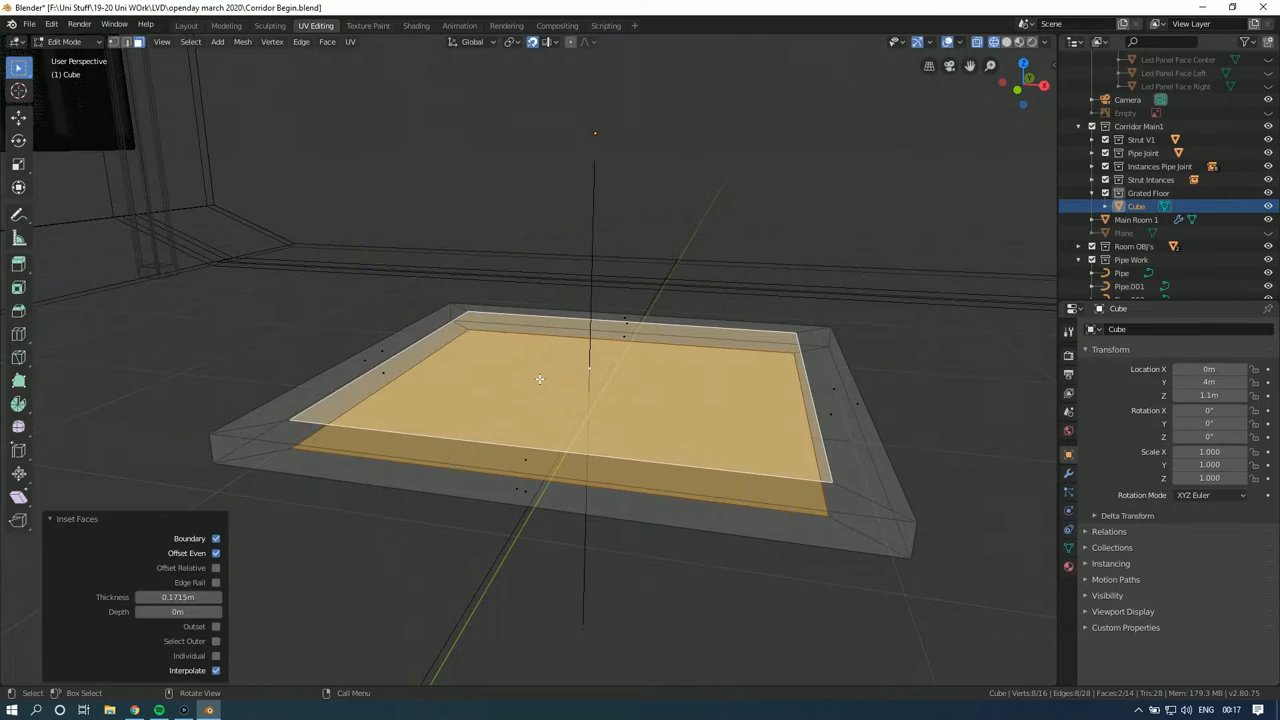 Blender* [F:\Uni Stuff\19-20 Uni WOrk\LVD\openday march 2020\Corridor Begin.blend]
File Edit Render Window Help Layout Modeling Sculpting UV Editing Texture Paint Shading Animation Rendering Compositing Scripting + Scene View Layer
Edit Mode View Select Add Mesh Vertex Edge Face UV Global
User Perspective
(1) Cube
Z
Y
X
Led Panel Face Center
Led Panel Face Left
Led Panel Face Right
Camera
Empty
Corridor Main1
Strut V1
Pipe Joint
Instances Pipe Joint
Strut Intances
Grated Floor
Cube
Main Room 1
Plane
Room OBJ's
Pipe Work
Pipe
Pipe.001
Cube
Cube
Transform
Location X 0m
Y 4m
Z 1.1m
Rotation X 0°
Y 0°
Z 0°
Scale X 1.000
Y 1.000
Z 1.000
Rotation Mode XYZ Euler
Delta Transform
Relations
Collections
Instancing
Motion Paths
Visibility
Viewport Display
Custom Properties
Inset Faces
Boundary
Offset Even
Offset Relative
Edge Rail
Thickness 0.1715m
Depth 0m
Outset
Select Outer
Individual
Interpolate
Select Box Select Rotate View Call Menu Cube | Verts:8/16 | Edges:8/28 | Faces:2/14 | Tris:28 | Mem: 179.3 MB | v2.80.75
ENG 00:17